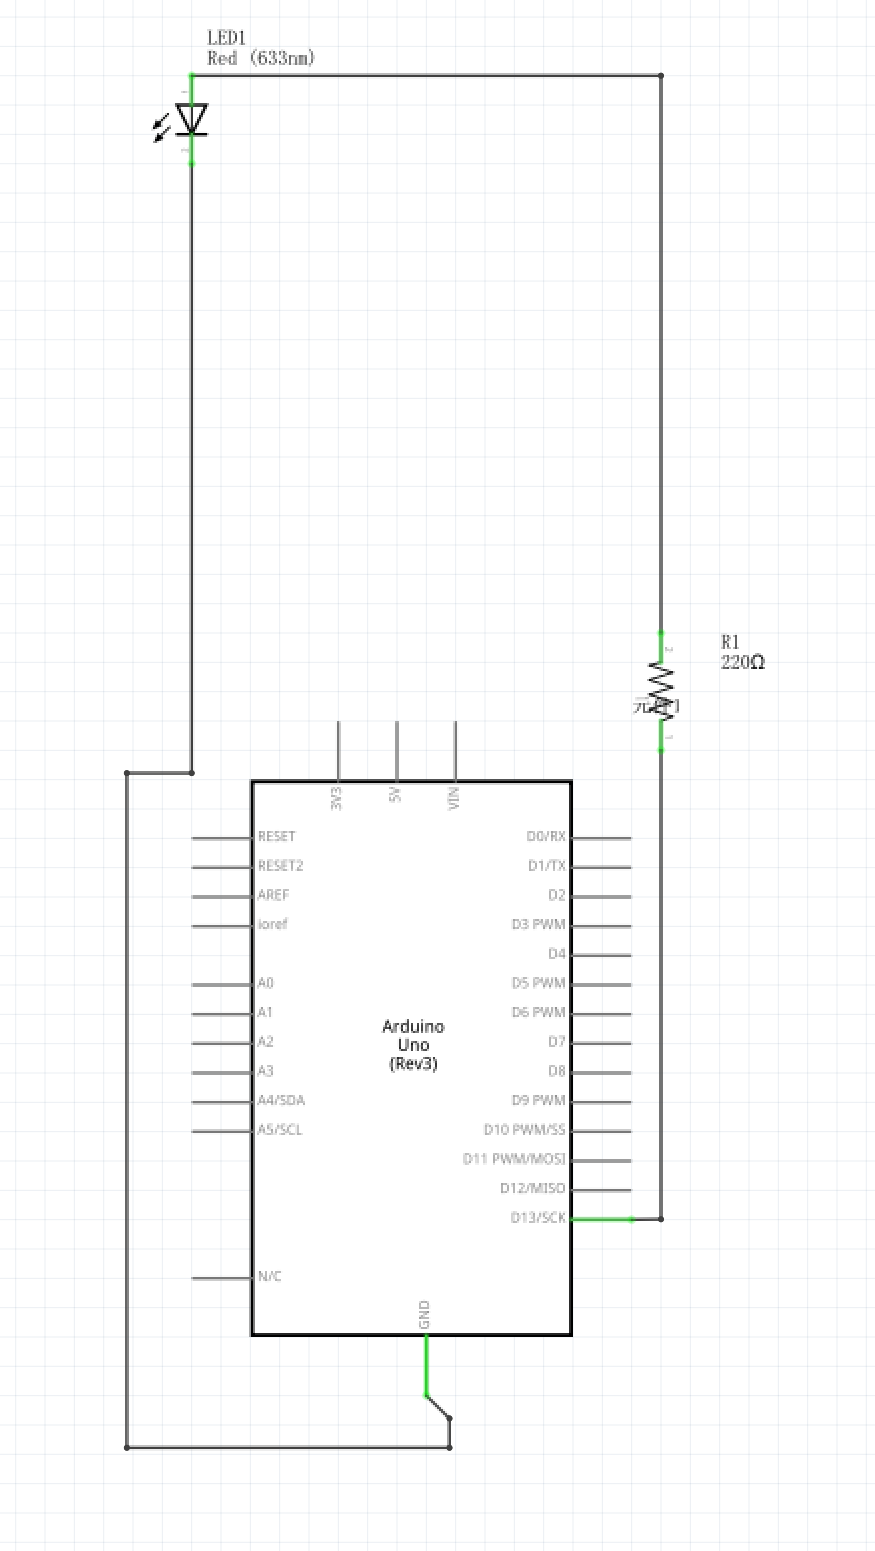 LED1
Red (633nm)
R1
220Ω
3V3
5V
VIN
RESET
RESET2
AREF
ioref
A0
A1
A2
A3
A4/SDA
A5/SCL
N/C
Arduino
Uno
(Rev3)
D0/RX
D1/TX
D2
D3 PWM
D4
D5 PWM
D6 PWM
D7
D8
D9 PWM
D10 PWM/SS
D11 PWM/MOSI
D12/MISO
D13/SCK
GND